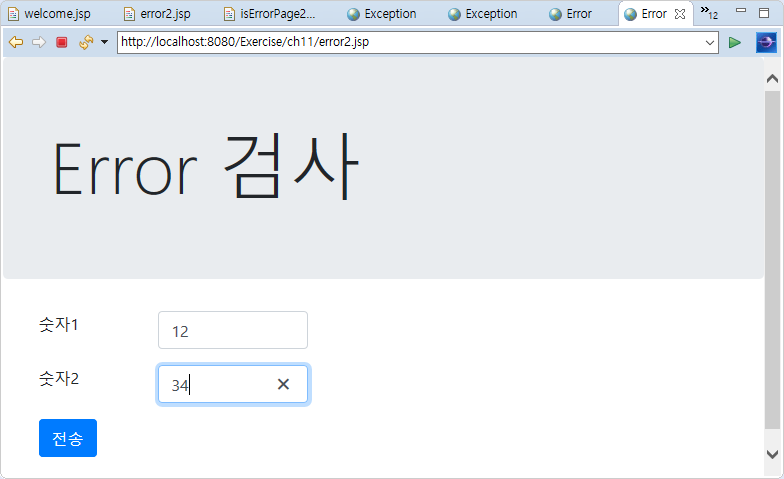 welcome.jsp error2.jsp isErrorPage2... Exception Exception Error Error 12
http://localhost:8080/Exercise/ch11/error2.jsp
Error 검사
숫자1 12
숫자2 34
전송